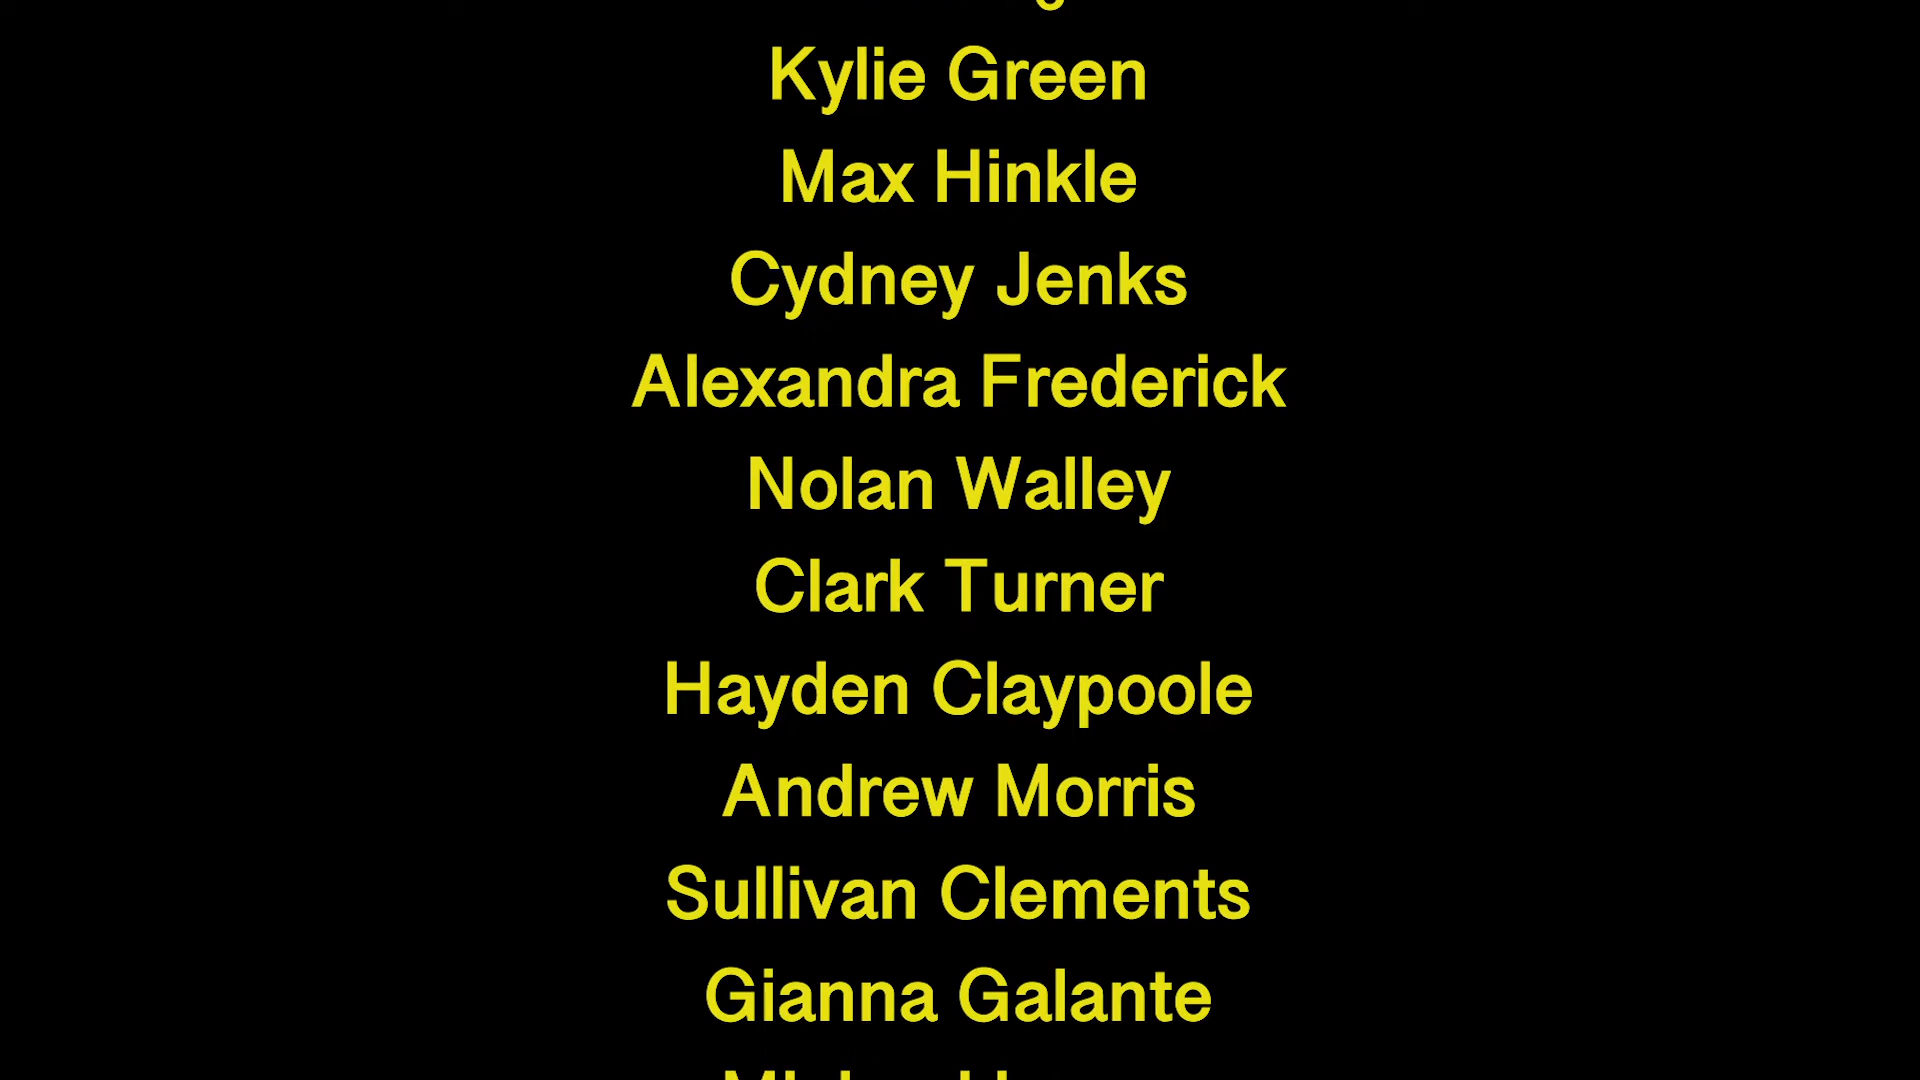 Kylie Green
Max Hinkle
Cydney Jenks
Alexandra Frederick
Nolan Walley
Clark Turner
Hayden Claypoole
Andrew Morris
Sullivan Clements
Gianna Galante